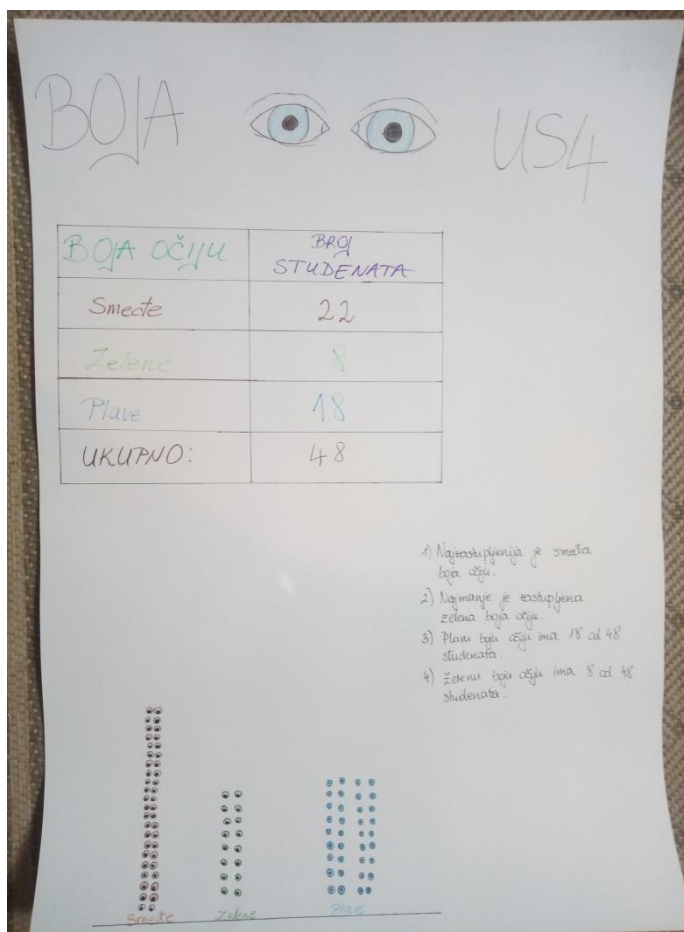 BOJA US4
BOJA OČIJU BROJ STUDENATA
Smeđe 22
Zelene 8
Plave 18
UKUPNO: 48
1) Najzastupljenija je smeđa
boja očiju.
2) Najmanje je zastupljena
zelena boja očiju.
3) Plavu boju očiju ima 18 od 48
studenata.
4) Zelenu boju očiju ima 8 od 48
studenata.
Smeđe Zelene Plave